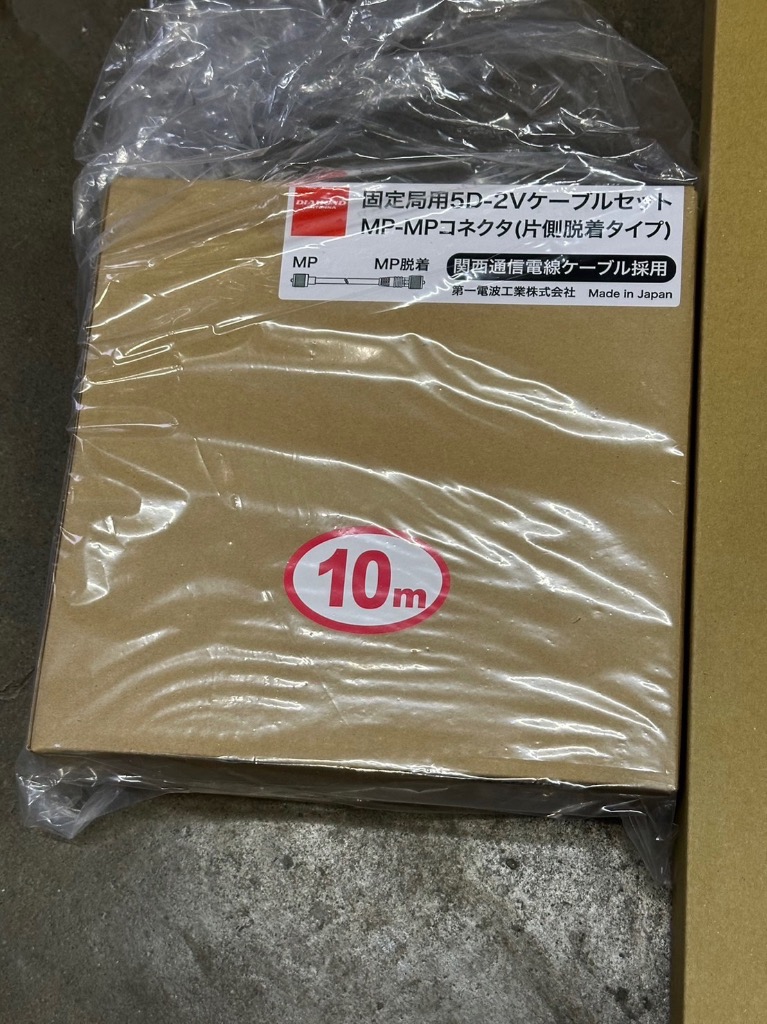 DIAMOND
ANTENNA
固定局用5D-2Vケーブルセット
MP-MPコネクタ(片側脱着タイプ)
MP MP脱着
関西通信電線ケーブル採用
第一電波工業株式会社 Made in Japan
10m